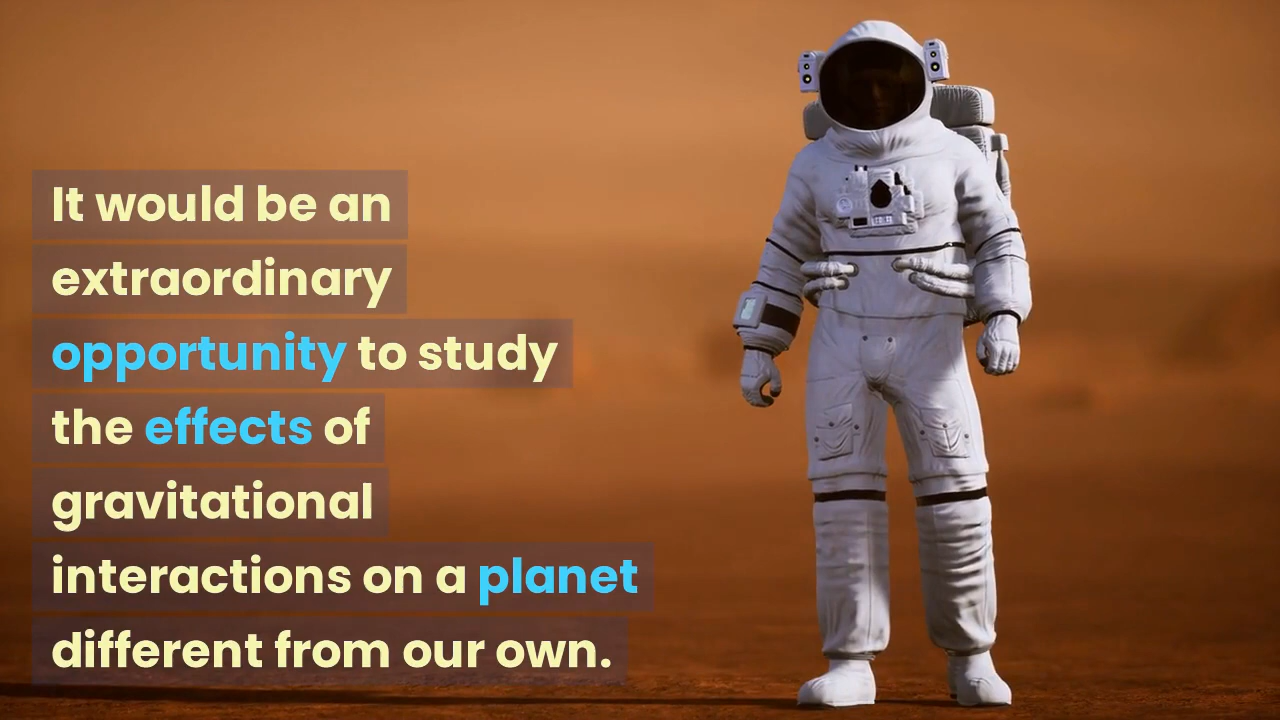 It would be an
extraordinary
opportunity to study
the effects of
gravitational
interactions on a planet
different from our own.